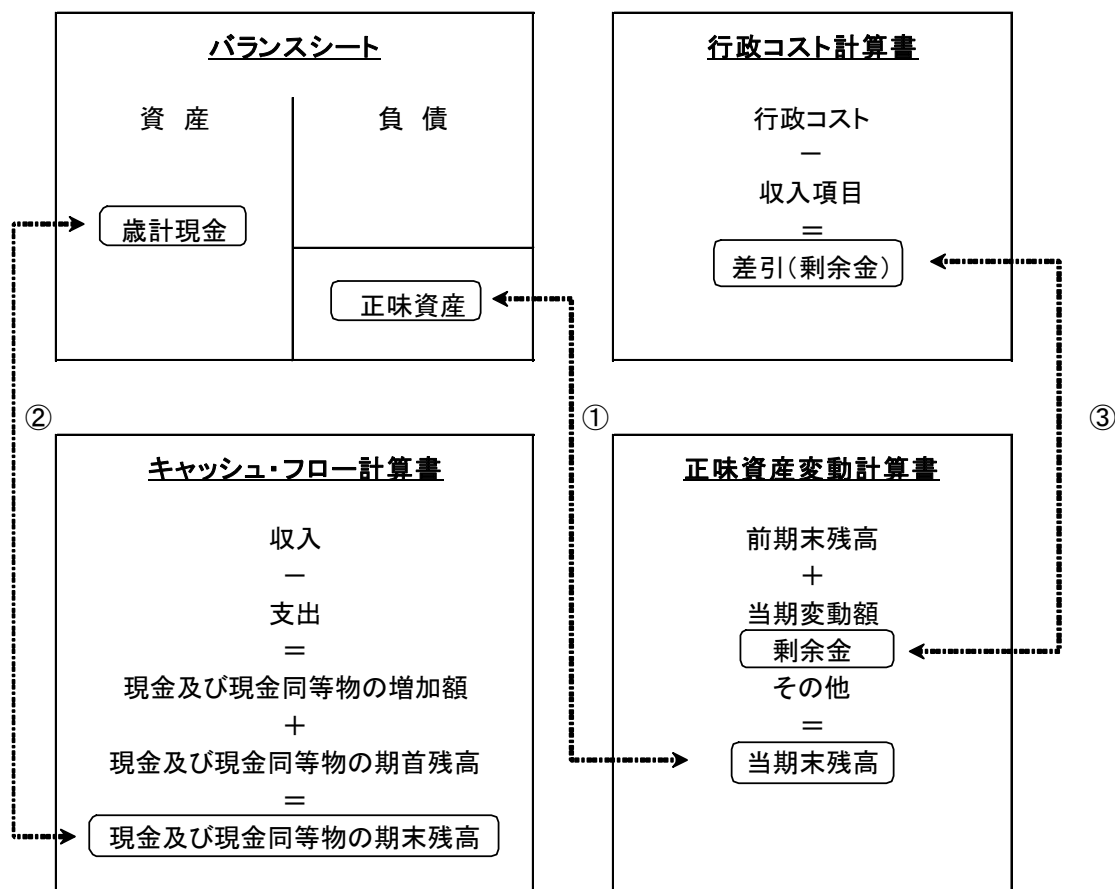 バランスシート
資 産
負 債
歳計現金
正味資産
行政コスト計算書
行政コスト
－
収入項目
＝
差引（剰余金）
②
①
③
キャッシュ・フロー計算書
収入
－
支出
＝
現金及び現金同等物の増加額
＋
現金及び現金同等物の期首残高
＝
現金及び現金同等物の期末残高
正味資産変動計算書
前期末残高
＋
当期変動額
剰余金
その他
＝
当期末残高